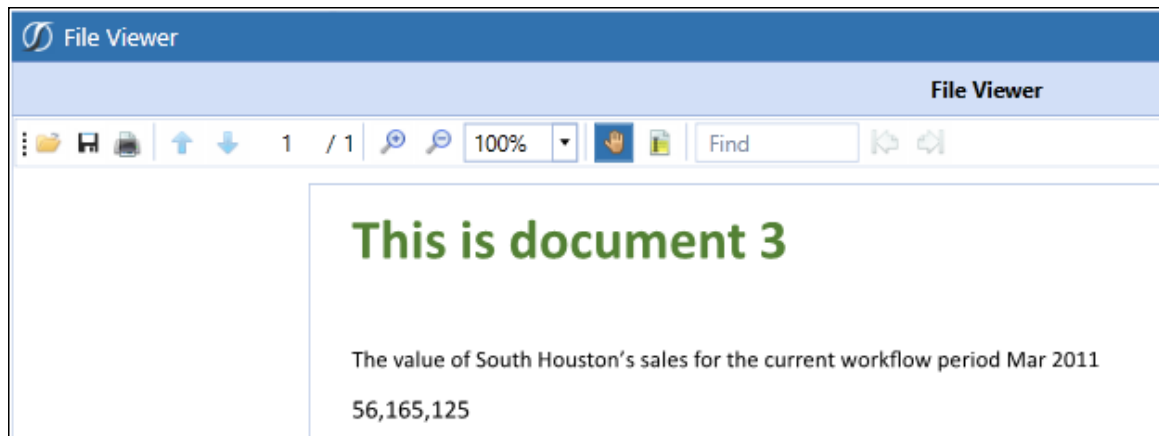 File Viewer
File Viewer
1 / 1 100% Find
This is document 3
The value of South Houston’s sales for the current workflow period Mar 2011
56,165,125